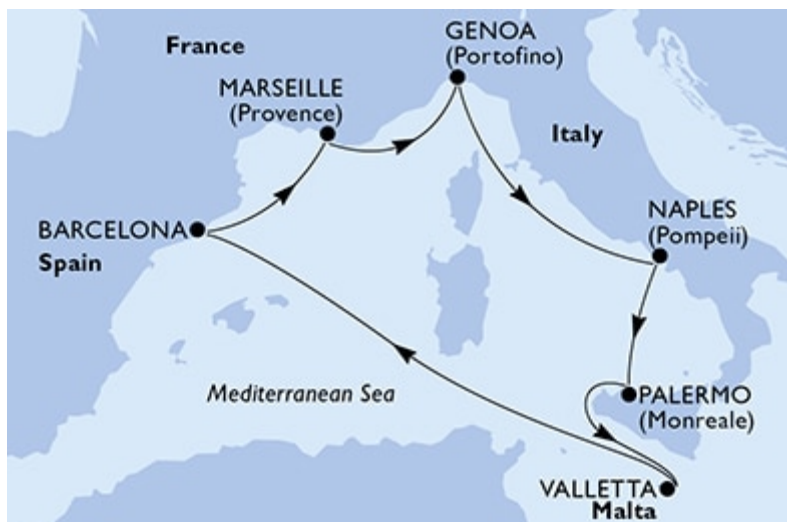 France
GENOA
(Portofino)
MARSEILLE
(Provence)
Italy
NAPLES
(Pompeii)
BARCELONA
Spain
Mediterranean Sea
PALERMO
(Monreale)
VALLETTA
Malta